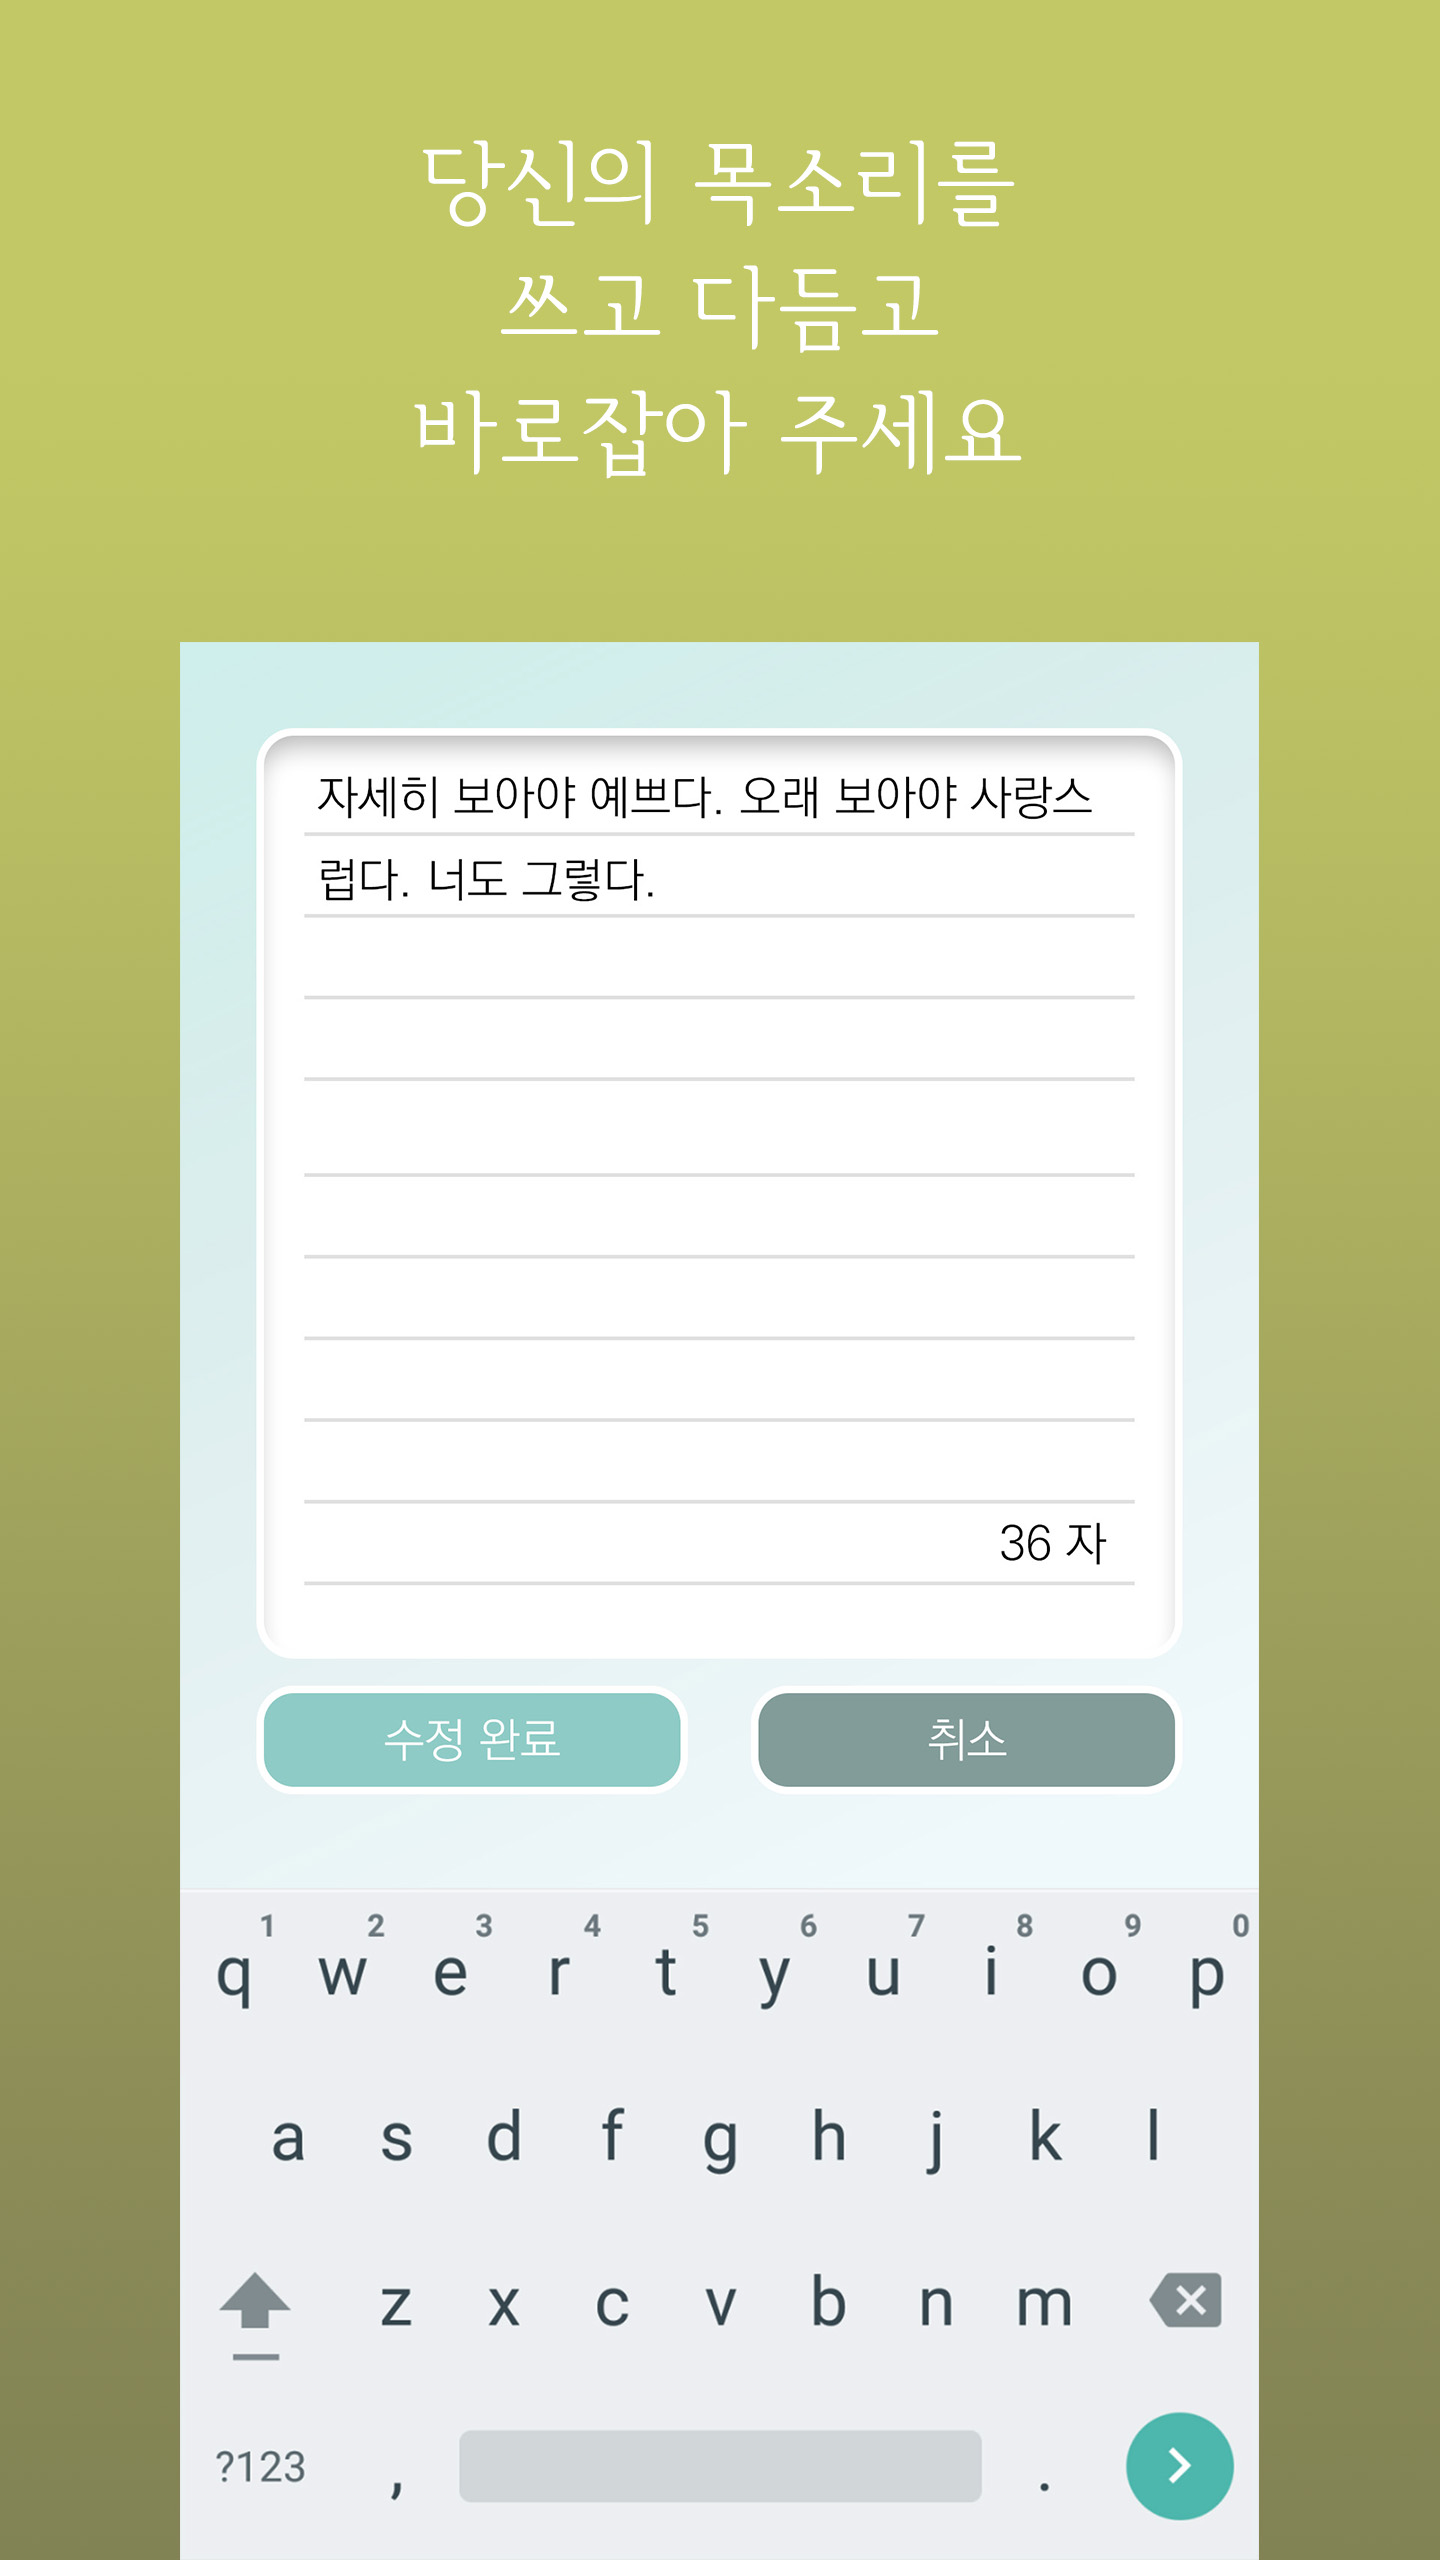 당신의 목소리를
쓰고 다듬고
바로잡아 주세요
자세히 보아야 예쁘다. 오래 보아야 사랑스
럽다. 너도 그렇다.
36 자
수정 완료 취소
1 2 3 4 5 6 7 8 9 0
q w e r t y u i o p
a s d f g h j k l
z x c v b n m
?123 , .